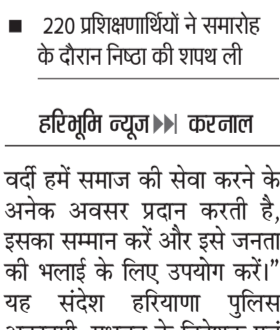 ■ 220 प्रशिक्षणार्थियों ने समारोह
के दौरान निष्ठा की शपथ ली
हरिभूमि न्यूज ▶▶| करनाल
वर्दी हमें समाज की सेवा करने के
अनेक अवसर प्रदान करती है,
इसका सम्मान करें और इसे जनता
की भलाई के लिए उपयोग करें।”
यह संदेश हरियाणा पुलिस